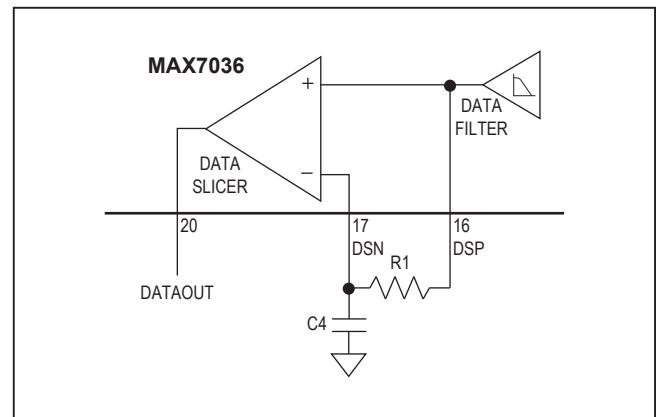 MAX7036
+
DATA
FILTER
DATA
SLICER
−
20
17
16
DSN
DSP
R1
DATAOUT
C4